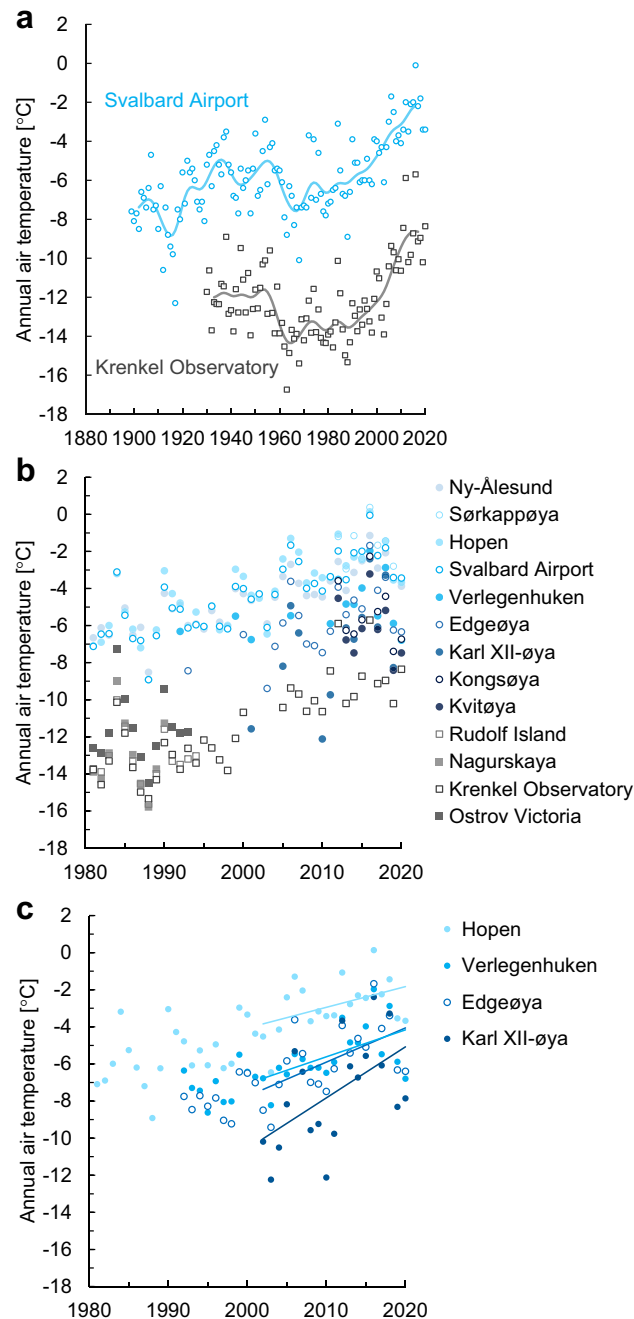 a
Annual air temperature [°C]
2
0
-2
-4
-6
-8
-10
-12
-14
-16
-18
Svalbard Airport
Krenkel Observatory
1880 1900 1920 1940 1960 1980 2000 2020
b
Annual air temperature [°C]
2
0
-2
-4
-6
-8
-10
-12
-14
-16
-18
1980 1990 2000 2010 2020
Ny-Ålesund
Sørkappøya
Hopen
Svalbard Airport
Verlegenhuken
Edgeøya
Karl XII-øya
Kongsøya
Kvitøya
Rudolf Island
Nagurskaya
Krenkel Observatory
Ostrov Victoria
c
Annual air temperature [°C]
2
0
-2
-4
-6
-8
-10
-12
-14
-16
-18
1980 1990 2000 2010 2020
Hopen
Verlegenhuken
Edgeøya
Karl XII-øya